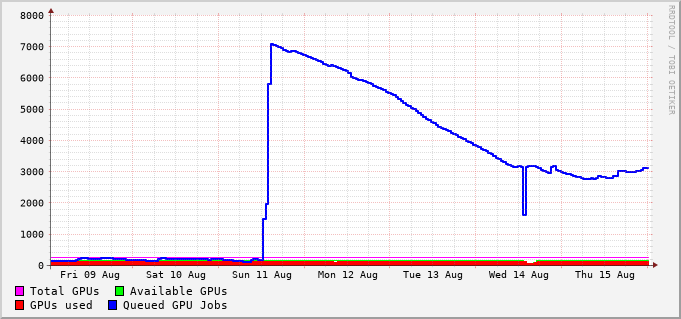 RRDTOOL / TOBI OETIKER
8000
7000
6000
5000
4000
3000
2000
1000
0
Fri 09 Aug Sat 10 Aug Sun 11 Aug Mon 12 Aug Tue 13 Aug Wed 14 Aug Thu 15 Aug
Total GPUs Available GPUs
GPUs used Queued GPU Jobs